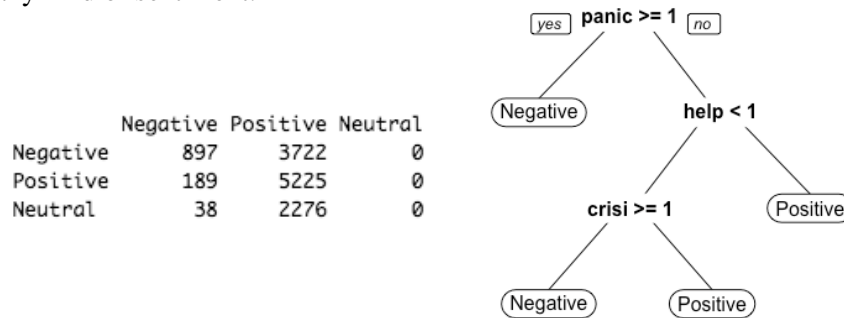 Negative Positive Neutral
Negative 897 3722 0
Positive 189 5225 0
Neutral 38 2276 0
yes panic >= 1 no
Negative
help < 1
crisi >= 1
Positive
Negative
Positive